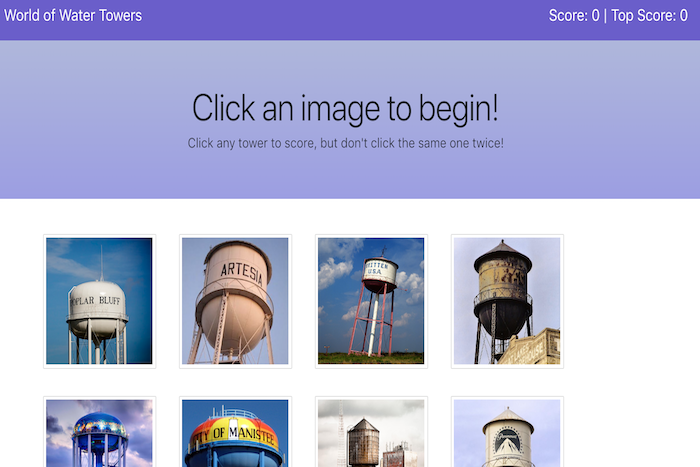 World of Water Towers
Score: 0 | Top Score: 0
Click an image to begin!
Click any tower to score, but don't click the same one twice!
POPLAR BLUFF
ARTESIA
BRITTEN
U.S.A.
CITY OF MANISTEE
Paramount